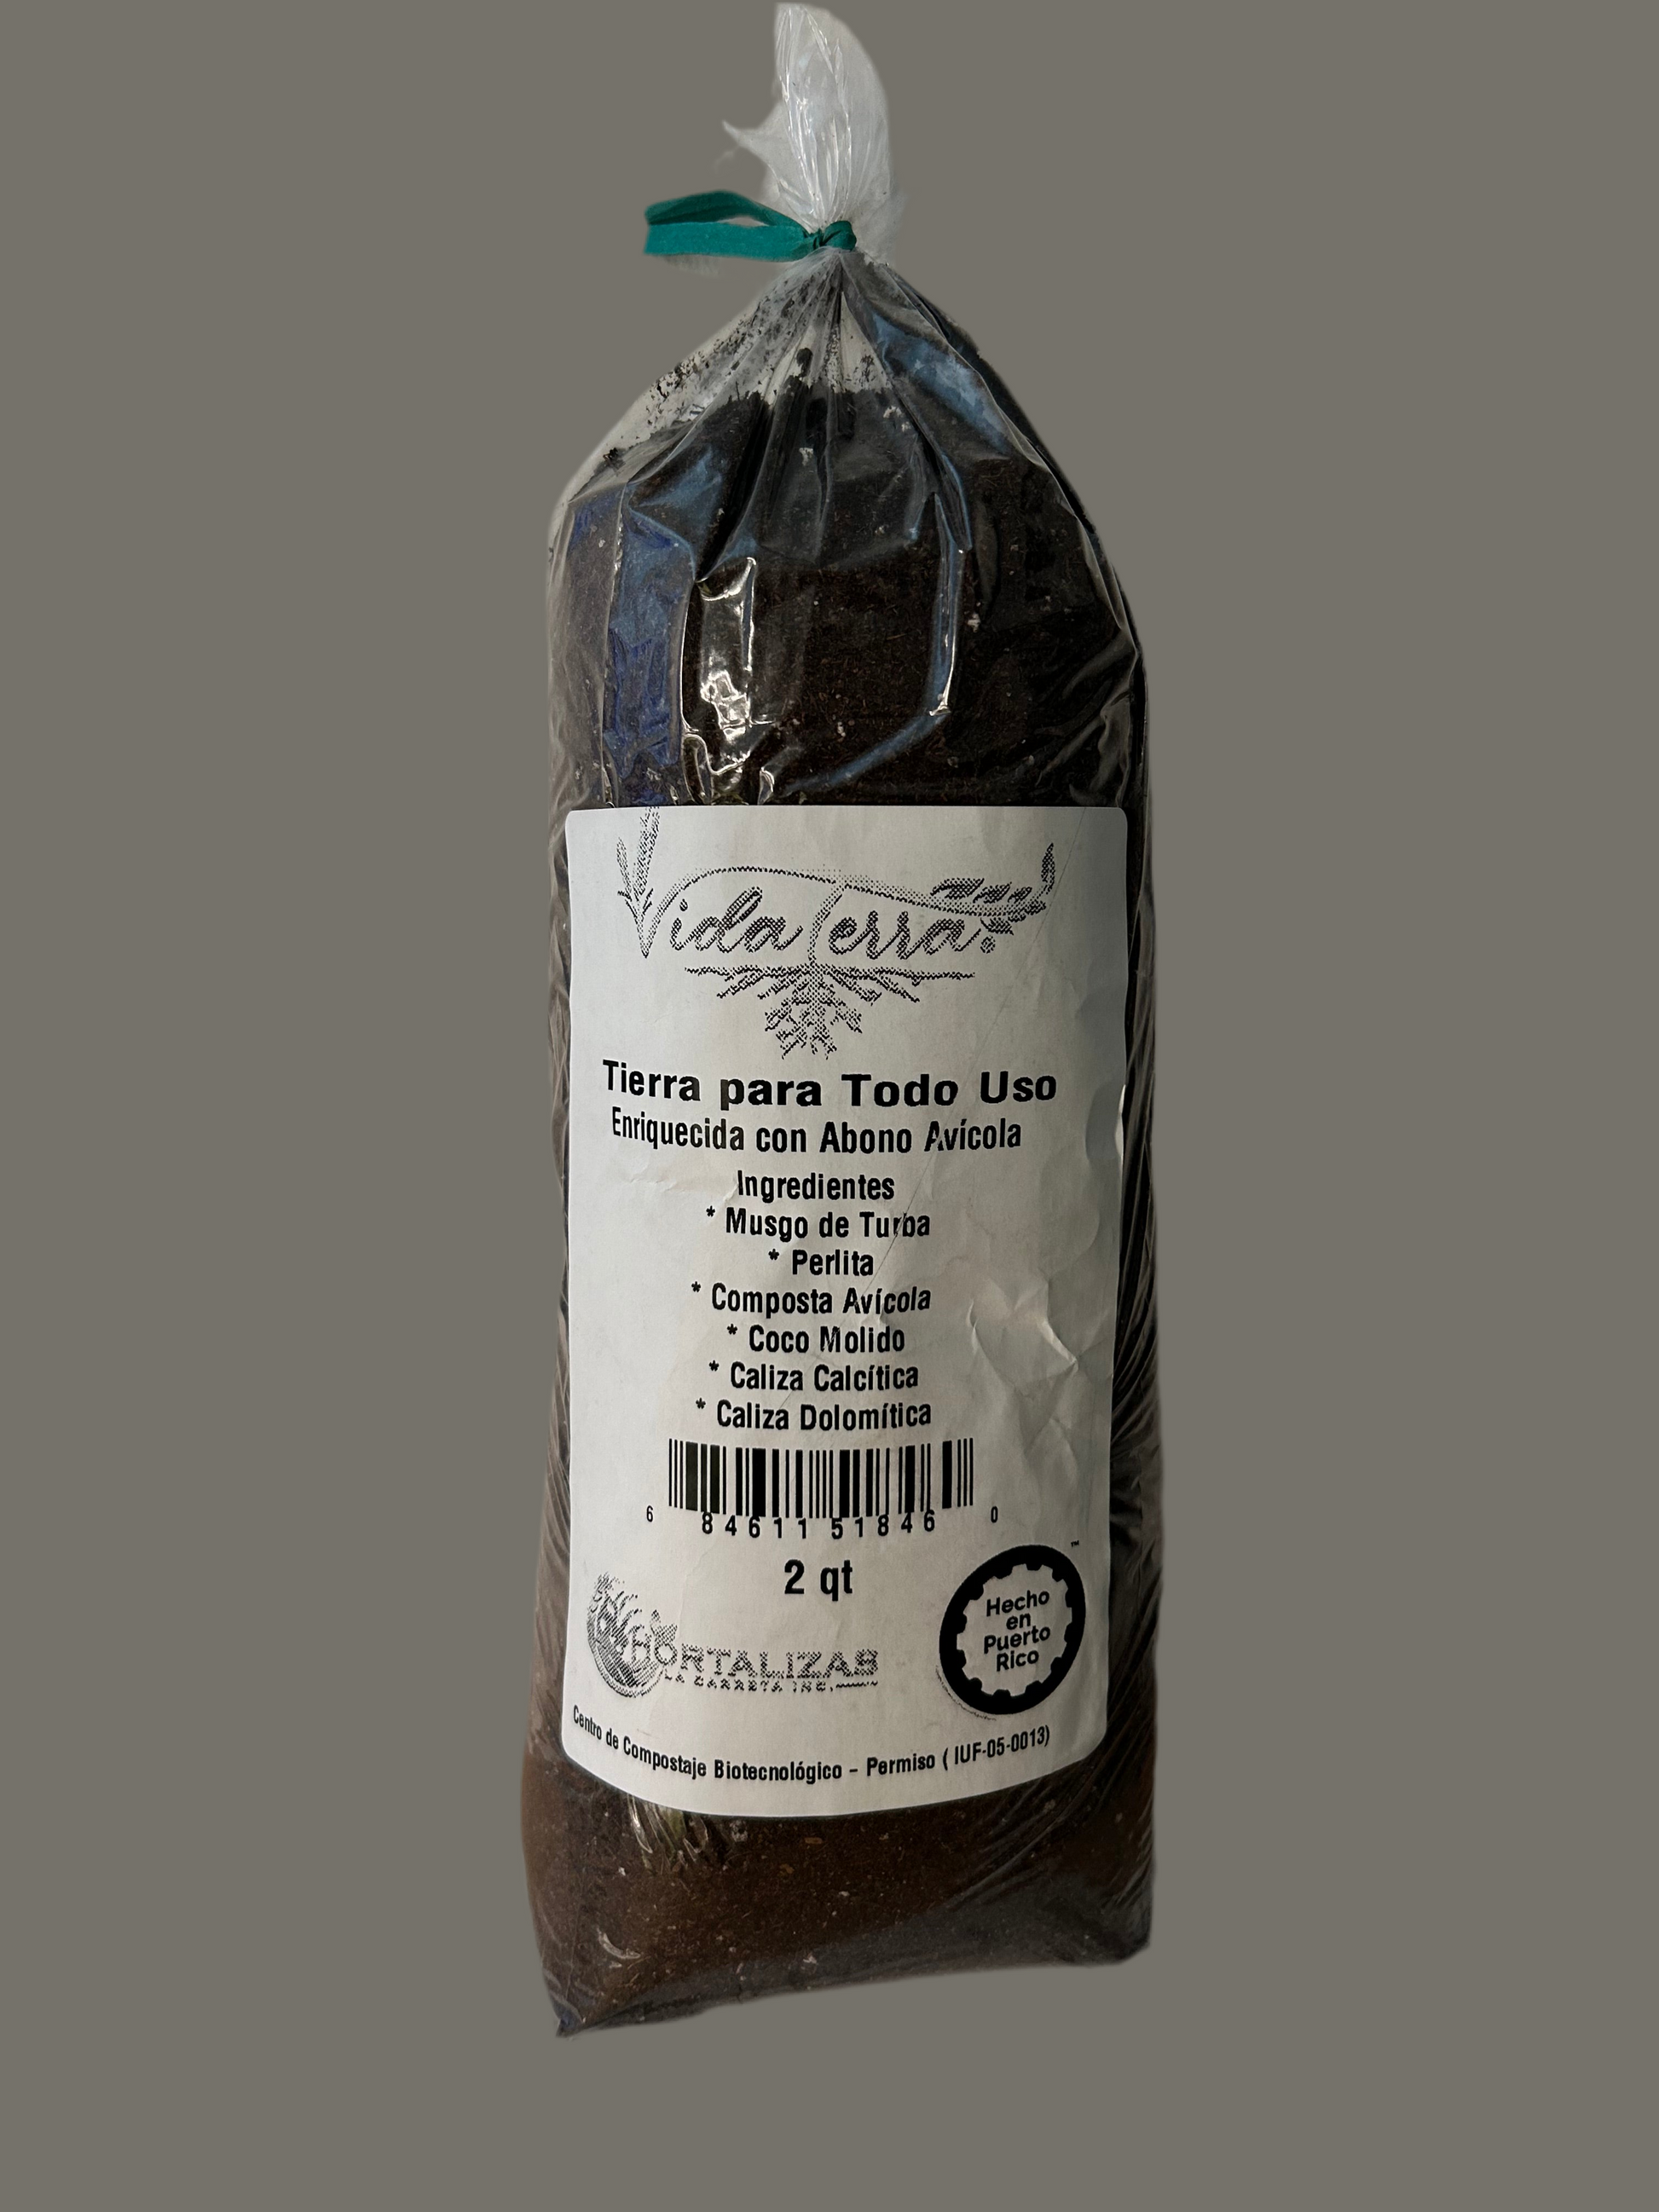 Vida Terra
Tierra para Todo Uso
Enriquecida con Abono Avícola
Ingredientes
* Musgo de Turba
* Perlita
* Composta Avícola
* Coco Molido
* Caliza Calcítica
* Caliza Dolomítica
6 84611 51846 0
2 qt
HORTALIZAS
LA CARRETA INC.
Hecho
en
Puerto
Rico
™
Centro de Compostaje Biotecnológico - Permiso ( IUF-05-0013)